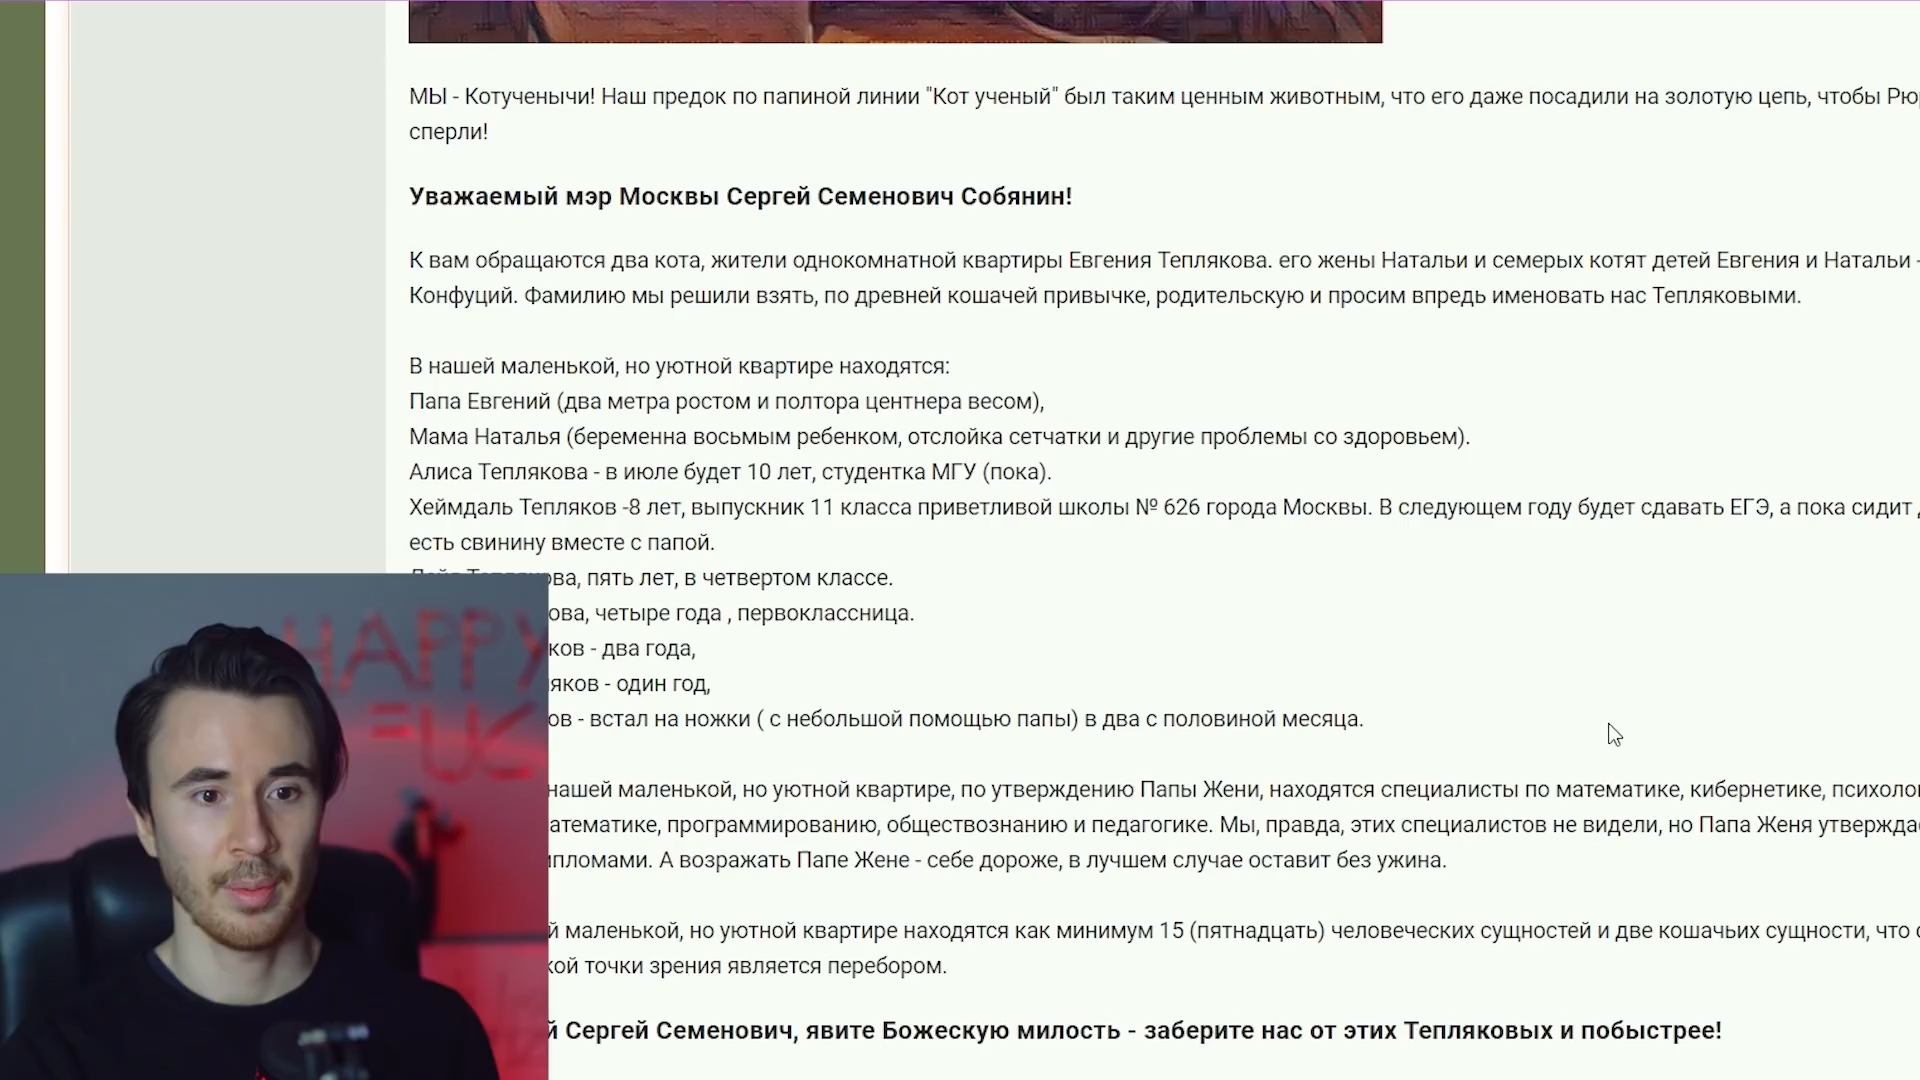 МЫ - Котученычи! Наш предок по папиной линии "Кот ученый" был таким ценным животным, что его даже посадили на золотую цепь, чтобы
сперли!
Уважаемый мэр Москвы Сергей Семенович Собянин!
К вам обращаются два кота, жители однокомнатной квартиры Евгения Теплякова. его жены Натальи и семерых котят детей Евгения и Натальи -
Конфуций. Фамилию мы решили взять, по древней кошачей привычке, родительскую и просим впредь именовать нас Тепляковыми.
В нашей маленькой, но уютной квартире находятся:
Папа Евгений (два метра ростом и полтора центнера весом),
Мама Наталья (беременна восьмым ребенком, отслойка сетчатки и другие проблемы со здоровьем).
Алиса Теплякова - в июле будет 10 лет, студентка МГУ (пока).
Хеймдаль Тепляков -8 лет, выпускник 11 класса приветливой школы № 626 города Москвы. В следующем году будет сдавать ЕГЭ, а пока сидит
есть свинину вместе с папой.
пять лет, в четвертом классе.
четыре года , первоклассница.
- два года,
- один год,
- встал на ножки ( с небольшой помощью папы) в два с половиной месяца.
нашей маленькой, но уютной квартире, по утверждению Папы Жени, находятся специалисты по математике, кибернетике,
программированию, обществознанию и педагогике. Мы, правда, этих специалистов не видели, но Папа Женя
А возражать Папе Жене - себе дороже, в лучшем случае оставит без ужина.
маленькой, но уютной квартире находятся как минимум 15 (пятнадцать) человеческих сущностей и две кошачьих сущности, что
точки зрения является перебором.
Сергей Семенович, явите Божескую милость - заберите нас от этих Тепляковых и побыстрее!
HAPPY